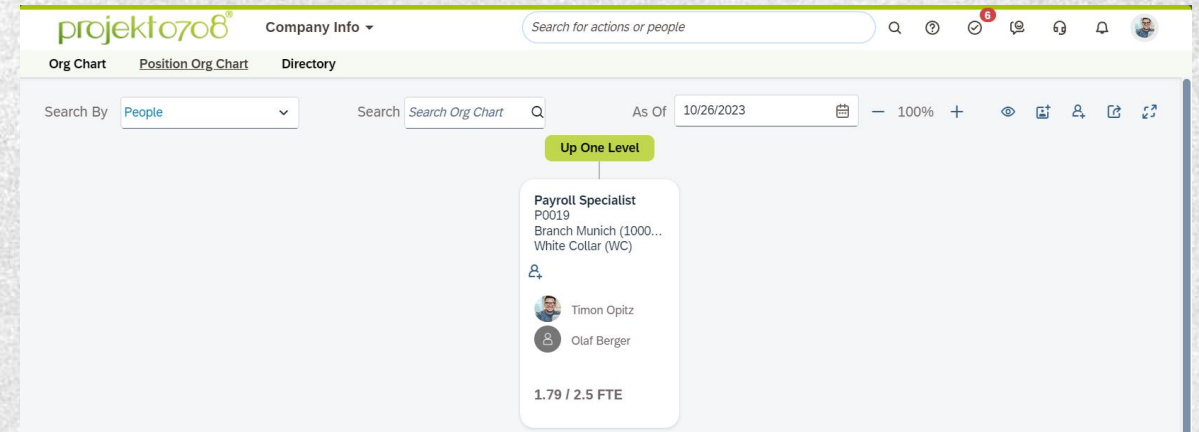 projekt0708® Company Info Search for actions or people 6
Org Chart Position Org Chart Directory
Search By People Search Search Org Chart As Of 10/26/2023 100%
Up One Level
Payroll Specialist
P0019
Branch Munich (1000...
White Collar (WC)
Timon Opitz
Olaf Berger
1.79 / 2.5 FTE